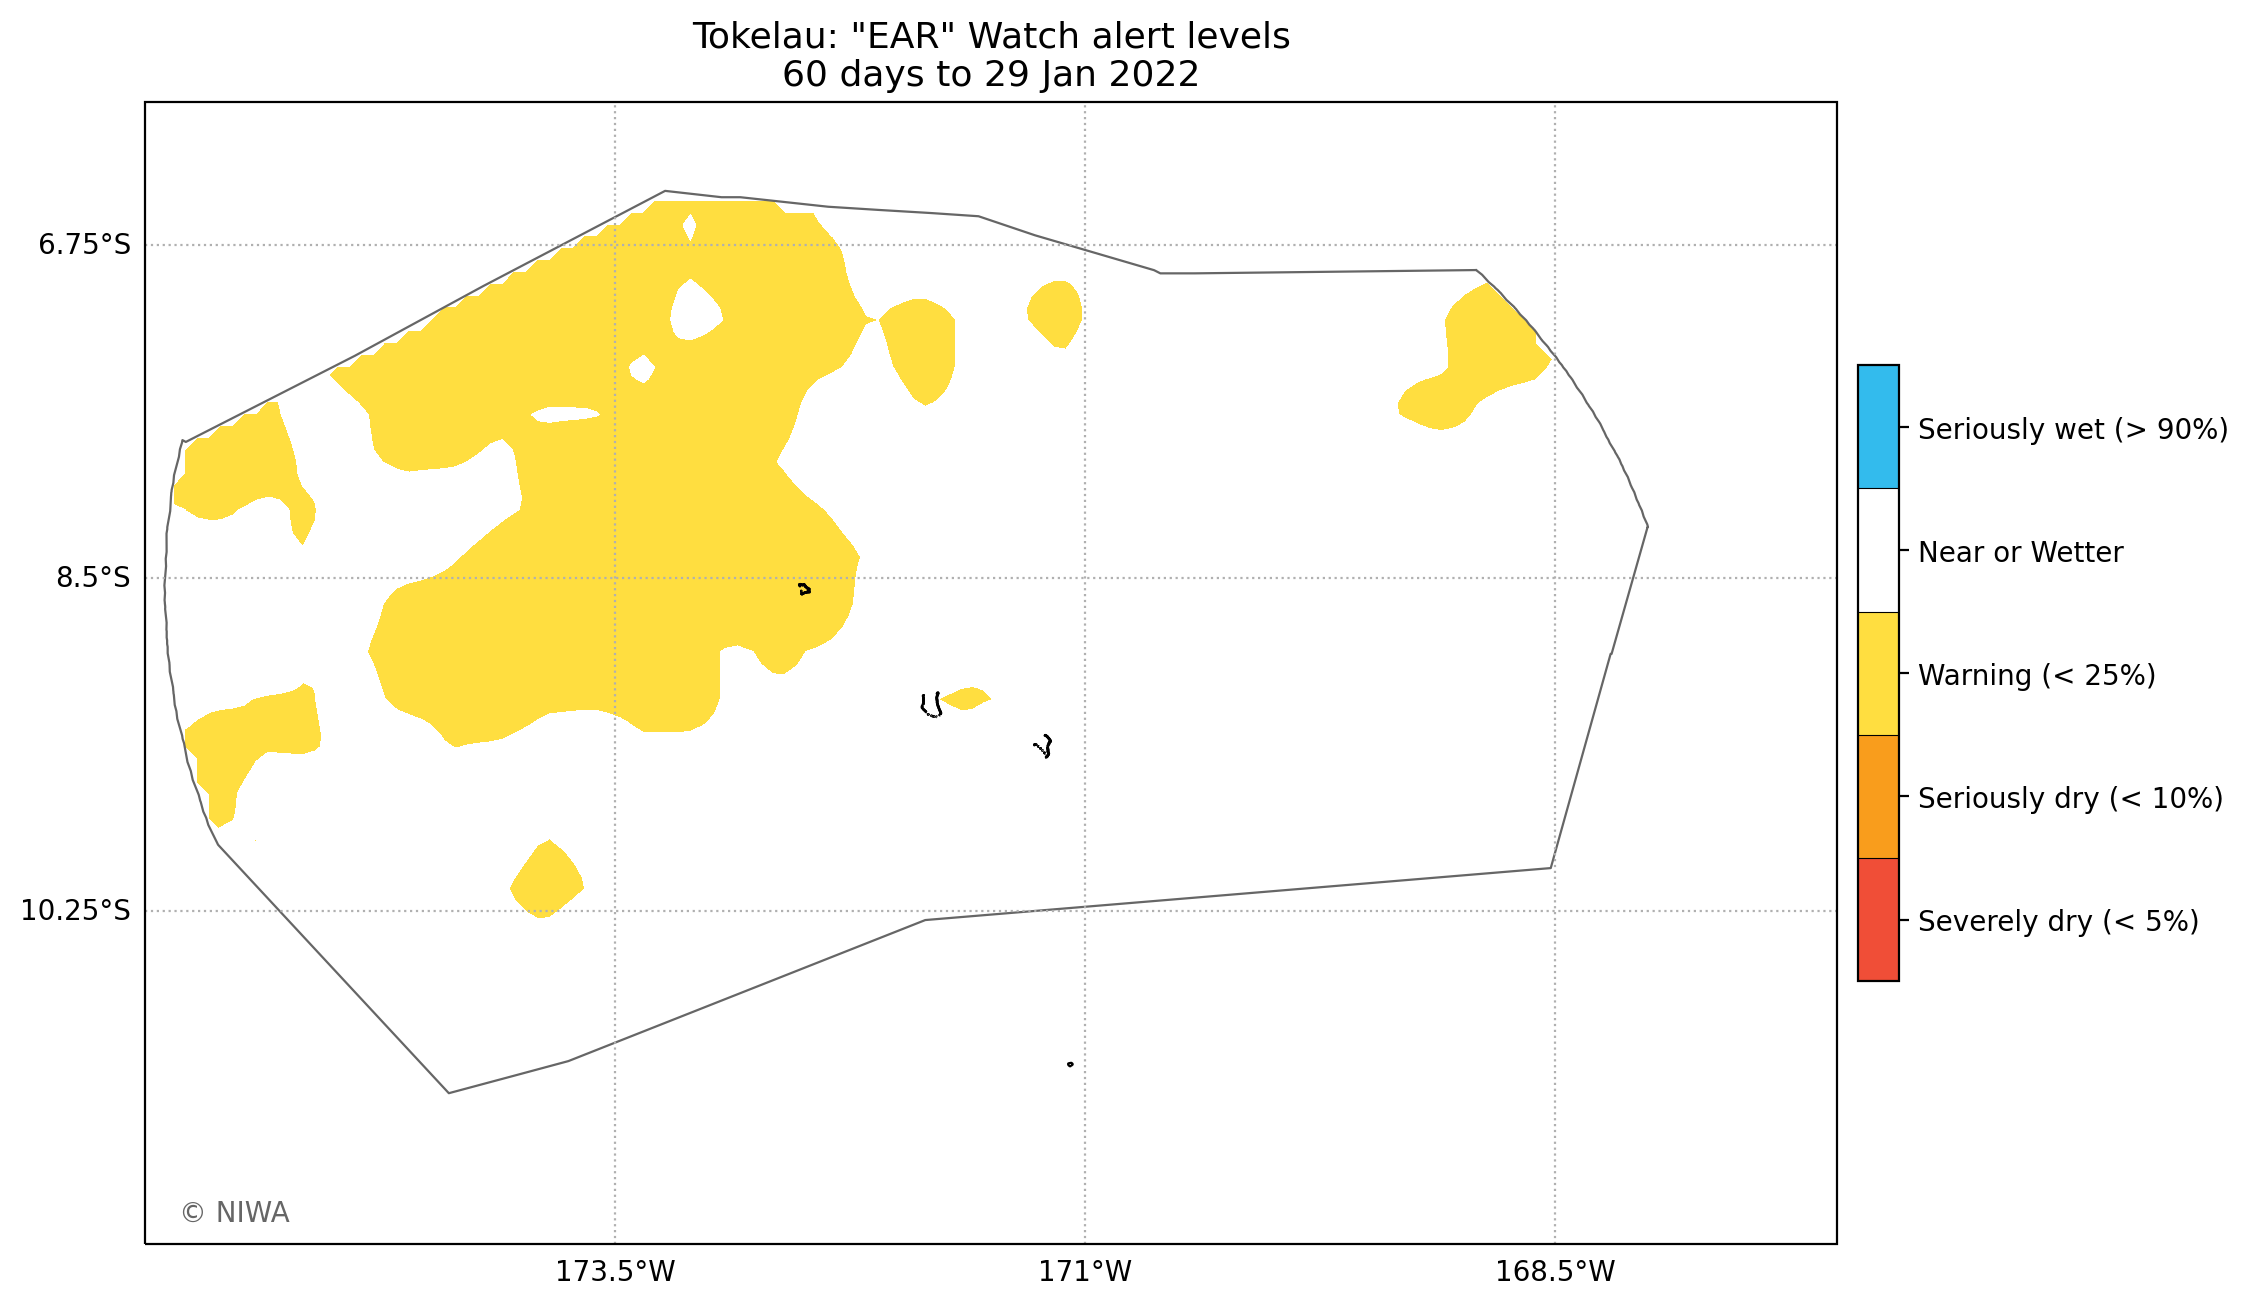 Tokelau: "EAR" Watch alert levels
60 days to 29 Jan 2022
6.75°S
8.5°S
10.25°S
173.5°W
171°W
168.5°W
Seriously wet (> 90%)
Near or Wetter
Warning (< 25%)
Seriously dry (< 10%)
Severely dry (< 5%)
© NIWA